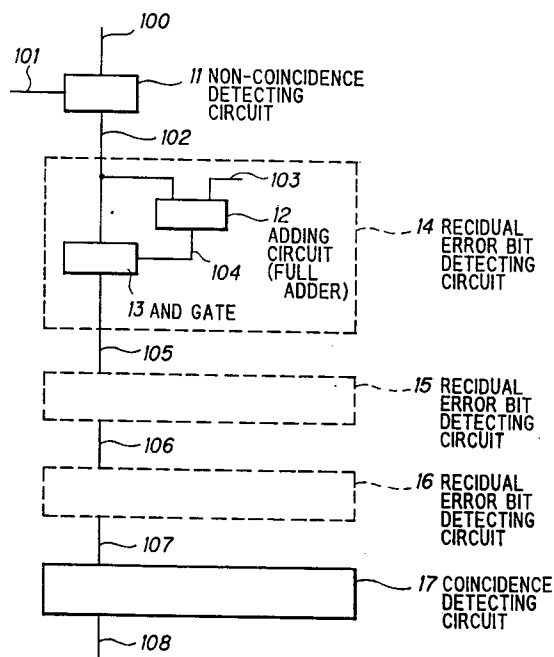 100
101
11 NON-COINCIDENCE
DETECTING
CIRCUIT
102
103
12
ADDING
CIRCUIT
(FULL
ADDER)
104
13 AND GATE
14 RECIDUAL
ERROR BIT
DETECTING
CIRCUIT
105
15 RECIDUAL
ERROR BIT
DETECTING
CIRCUIT
106
16 RECIDUAL
ERROR BIT
DETECTING
CIRCUIT
107
17 COINCIDENCE
DETECTING
CIRCUIT
108